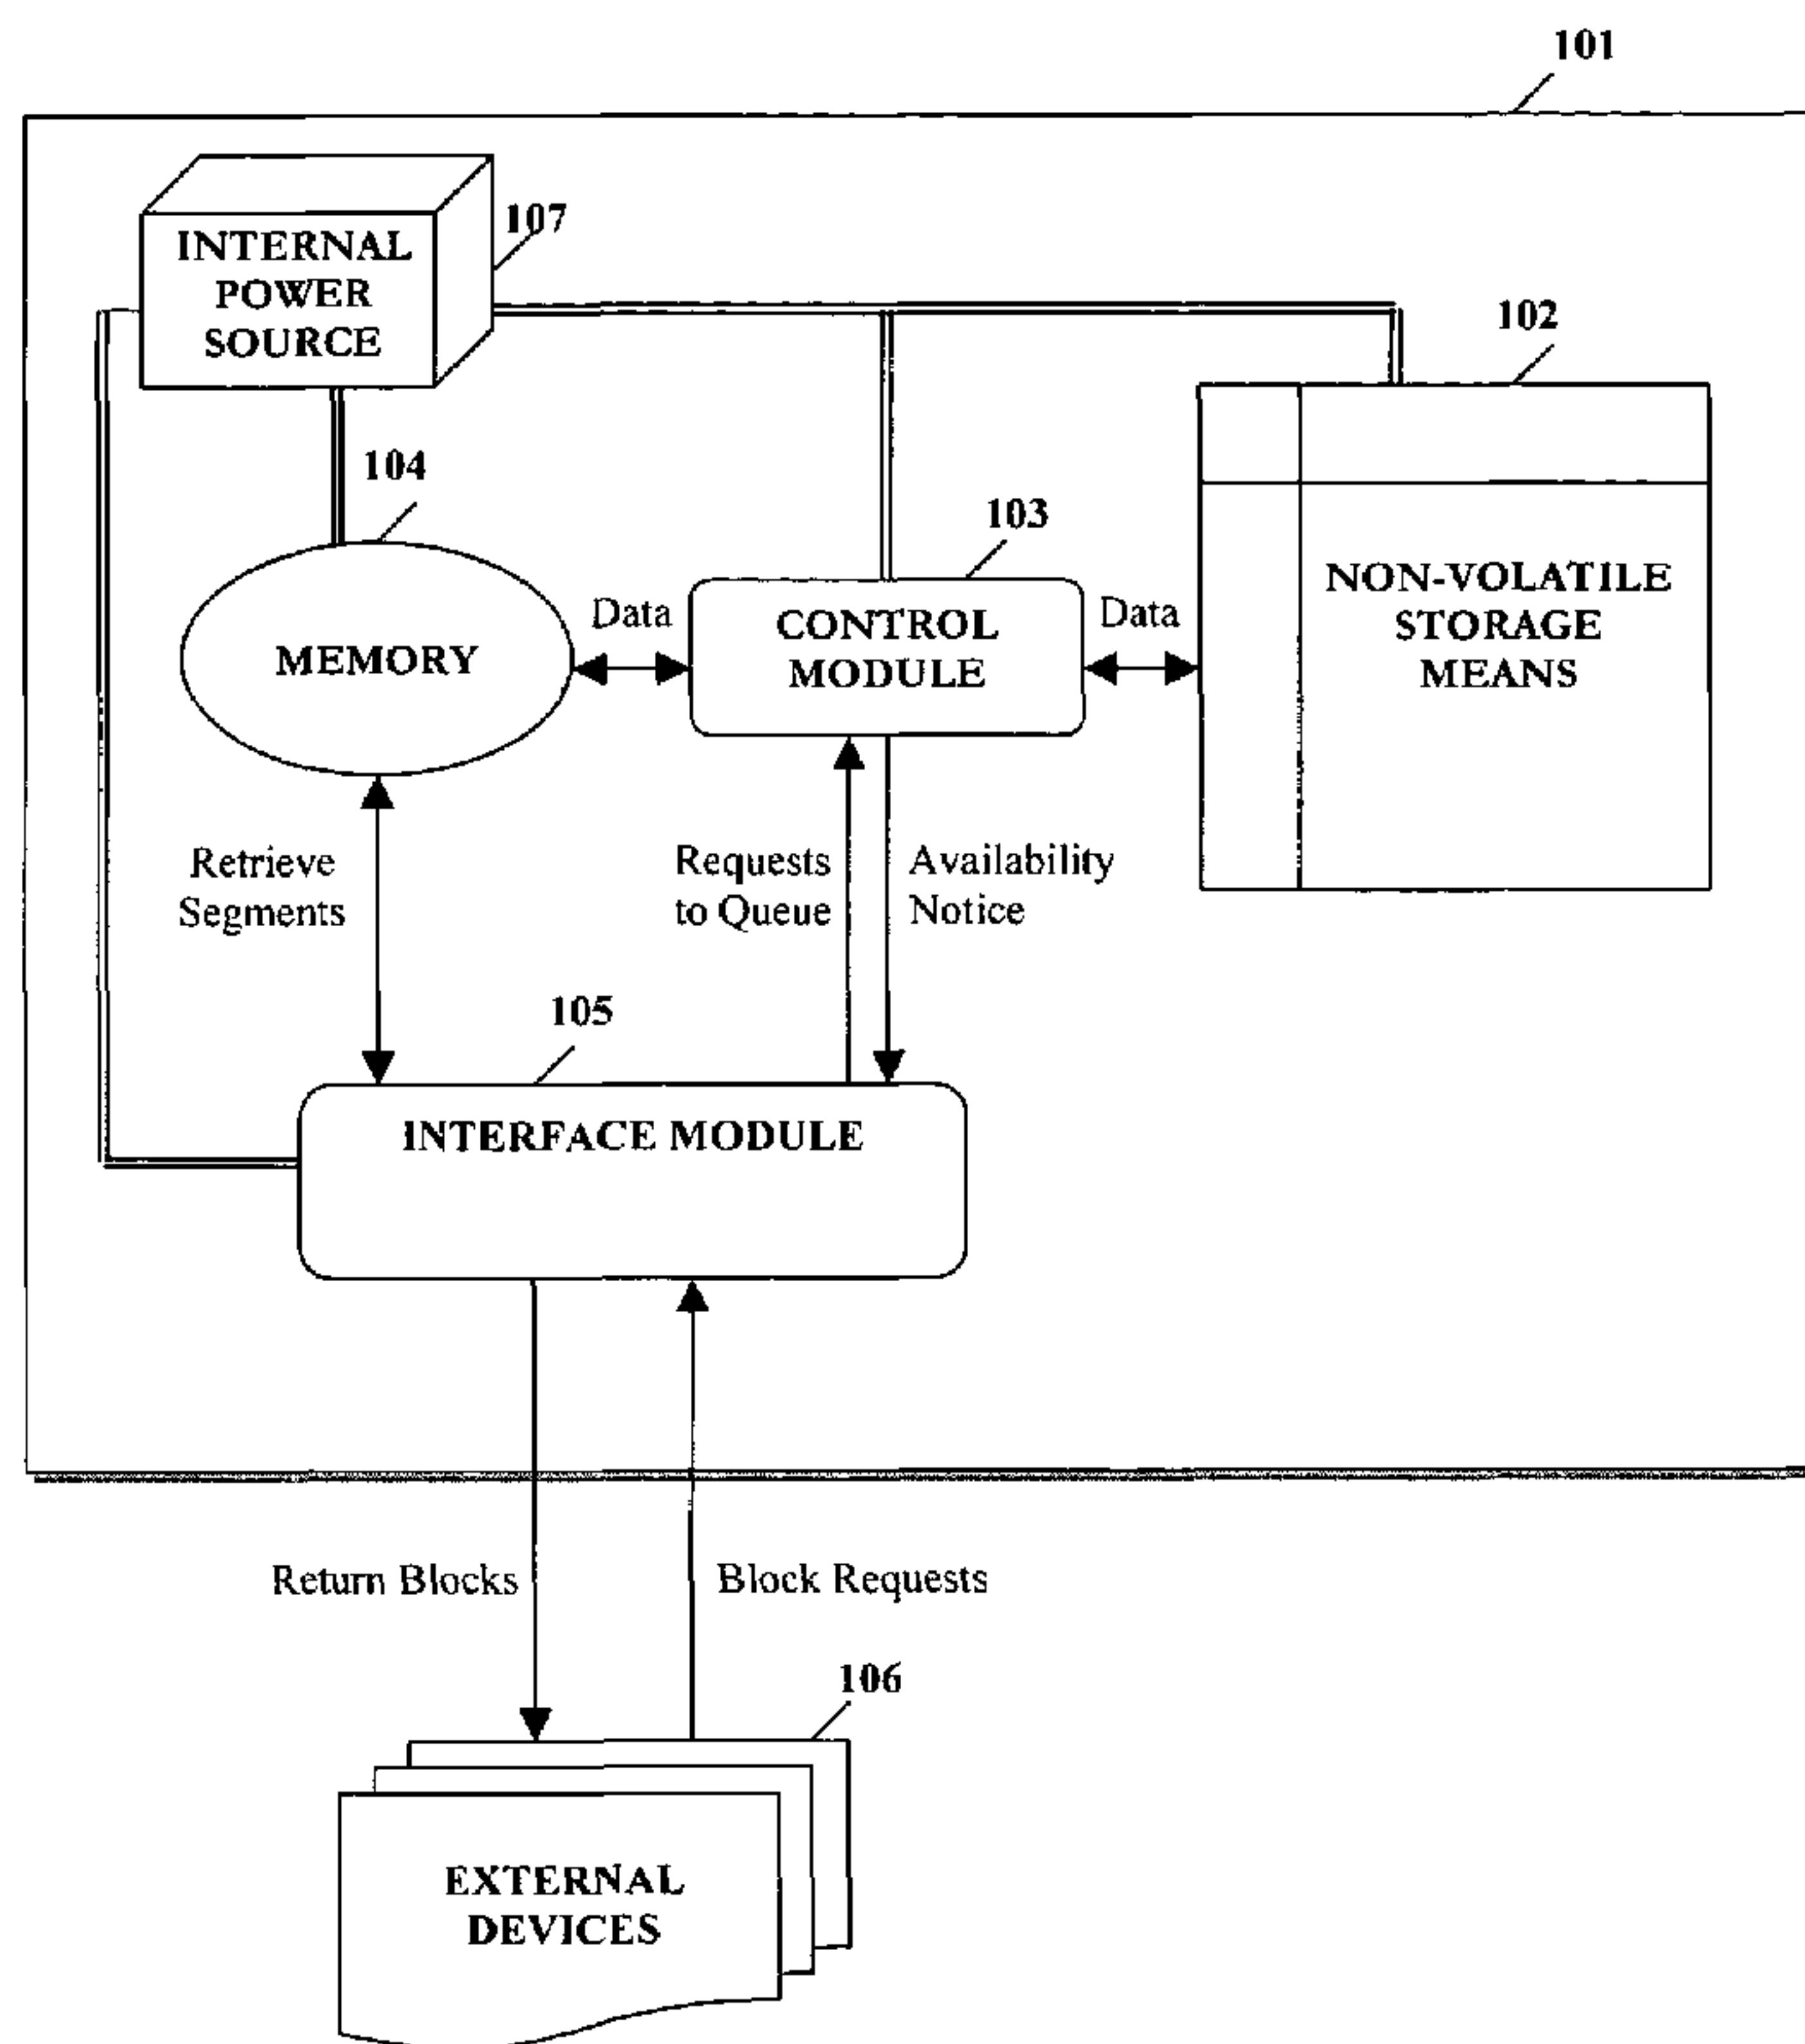 101
107
INTERNAL
POWER
SOURCE
102
104
103
NON-VOLATILE
STORAGE
MEANS
Data
CONTROL
MODULE
Data
MEMORY
Retrieve
Segments
Requests
to Queue
Availability
Notice
105
INTERFACE MODULE
Return Blocks
Block Requests
106
EXTERNAL
DEVICES